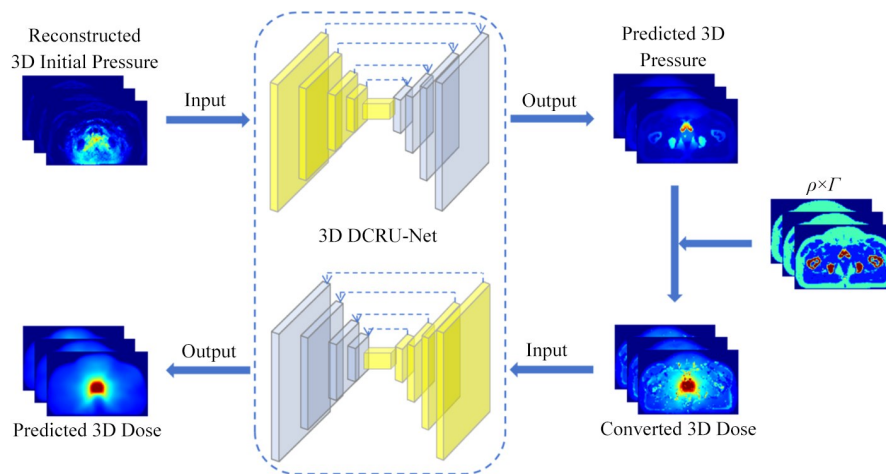 Reconstructed
3D Initial Pressure
Input
Output
Predicted 3D
Pressure
ρ×Γ
3D DCRU-Net
Output
Input
Predicted 3D Dose
Converted 3D Dose